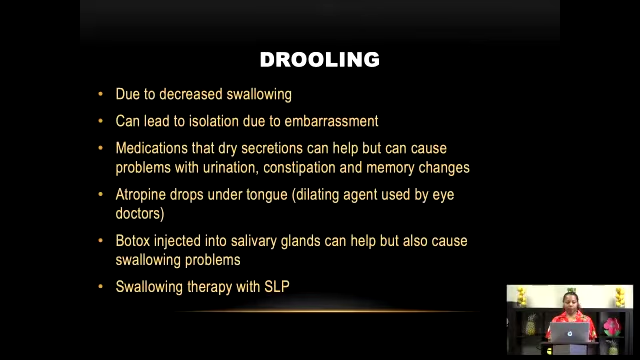 DROOLING
• Due to decreased swallowing
• Can lead to isolation due to embarrassment
• Medications that dry secretions can help but can cause
problems with urination, constipation and memory changes
• Atropine drops under tongue (dilating agent used by eye
doctors)
• Botox injected into salivary glands can help but also cause
swallowing problems
• Swallowing therapy with SLP